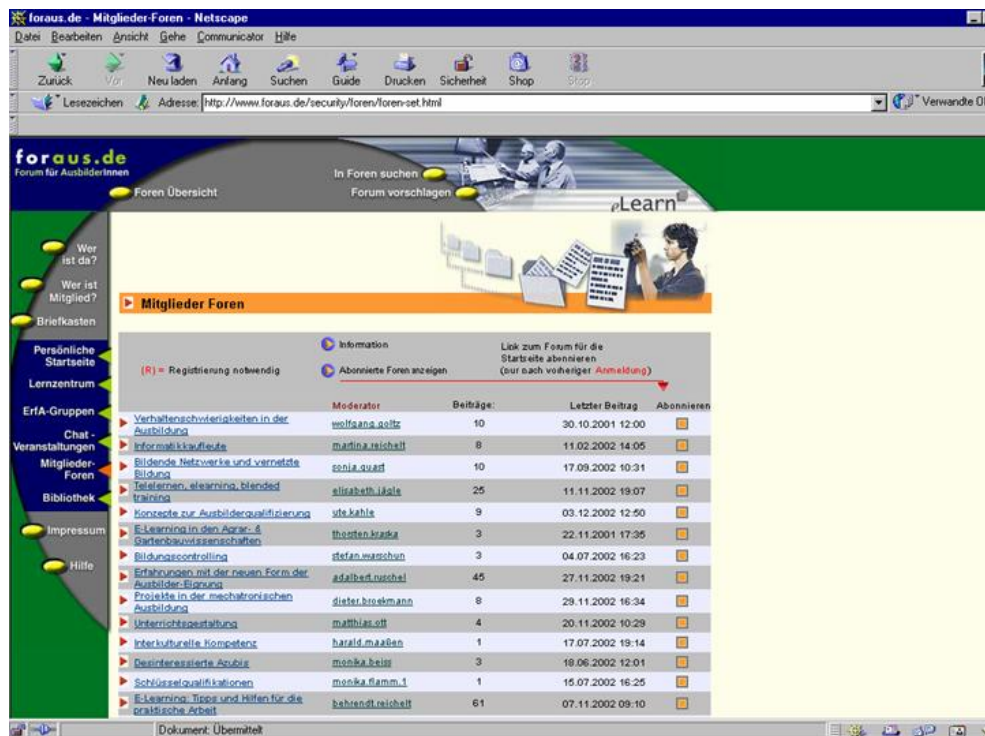 foraus.de - Mitglieder-Foren - Netscape
Datei Bearbeiten Ansicht Gehe Communicator Hilfe
Zurück Vor Neu laden Anfang Suchen Guide Drucken Sicherheit Shop Stop
Lesezeichen Adresse: http://www.foraus.de/security/foren/foren-set.html Verwandte O
foraus.de
Forum für AusbilderInnen
In Foren suchen
Foren Übersicht Forum vorschlagen
eLearn
Wer
ist da?
Wer ist
Mitglied?
Briefkasten
Persönliche
Startseite
Lernzentrum
ErfA-Gruppen
Chat -
Veranstaltungen
Mitglieder-
Foren
Bibliothek
Impressum
Hilfe
Mitglieder Foren
Information
(R) = Registrierung notwendig
Abonnierte Foren anzeigen
Link zum Forum für die
Startseite abonnieren
(nur nach vorheriger Anmeldung)
Moderator Beiträge: Letzter Beitrag Abonnieren
Verhaltenschwierigkeiten in der
Ausbildung wolfgang.goltz 10 30.10.2001 12:00
Informatikkaufleute martina.reichelt 8 11.02.2002 14:05
Bildende Netzwerke und vernetzte
Bildung sonja.quast 10 17.09.2002 10:31
Telelernen, elearning, blended
training elisabeth.jägle 25 11.11.2002 19:07
Konzepte zur Ausbilderqualifizierung ute.kahle 9 03.12.2002 12:50
E-Learning in den Agrar- &
Gartenbauwissenschaften thorsten.kraska 3 22.11.2001 17:35
Bildungscontrolling stefan.warschun 3 04.07.2002 16:23
Erfahrungen mit der neuen Form der
Ausbilder-Eignung adalbert.ruschel 45 27.11.2002 19:21
Projekte in der mechatronischen
Ausbildung dieter.broekmann 8 29.11.2002 16:34
Unterrichtsgestaltung matthias.ott 4 20.11.2002 10:29
Interkulturelle Kompetenz harald.maaßen 1 17.07.2002 19:14
Desinteressierte Azubis monika.beiss 3 18.06.2002 12:01
Schlüsselqualifikationen monika.flamm.1 1 15.07.2002 16:25
E-Learning: Tipps und Hilfen für die
praktische Arbeit behrendt.reichelt 61 07.11.2002 09:10
Dokument: Übermittelt